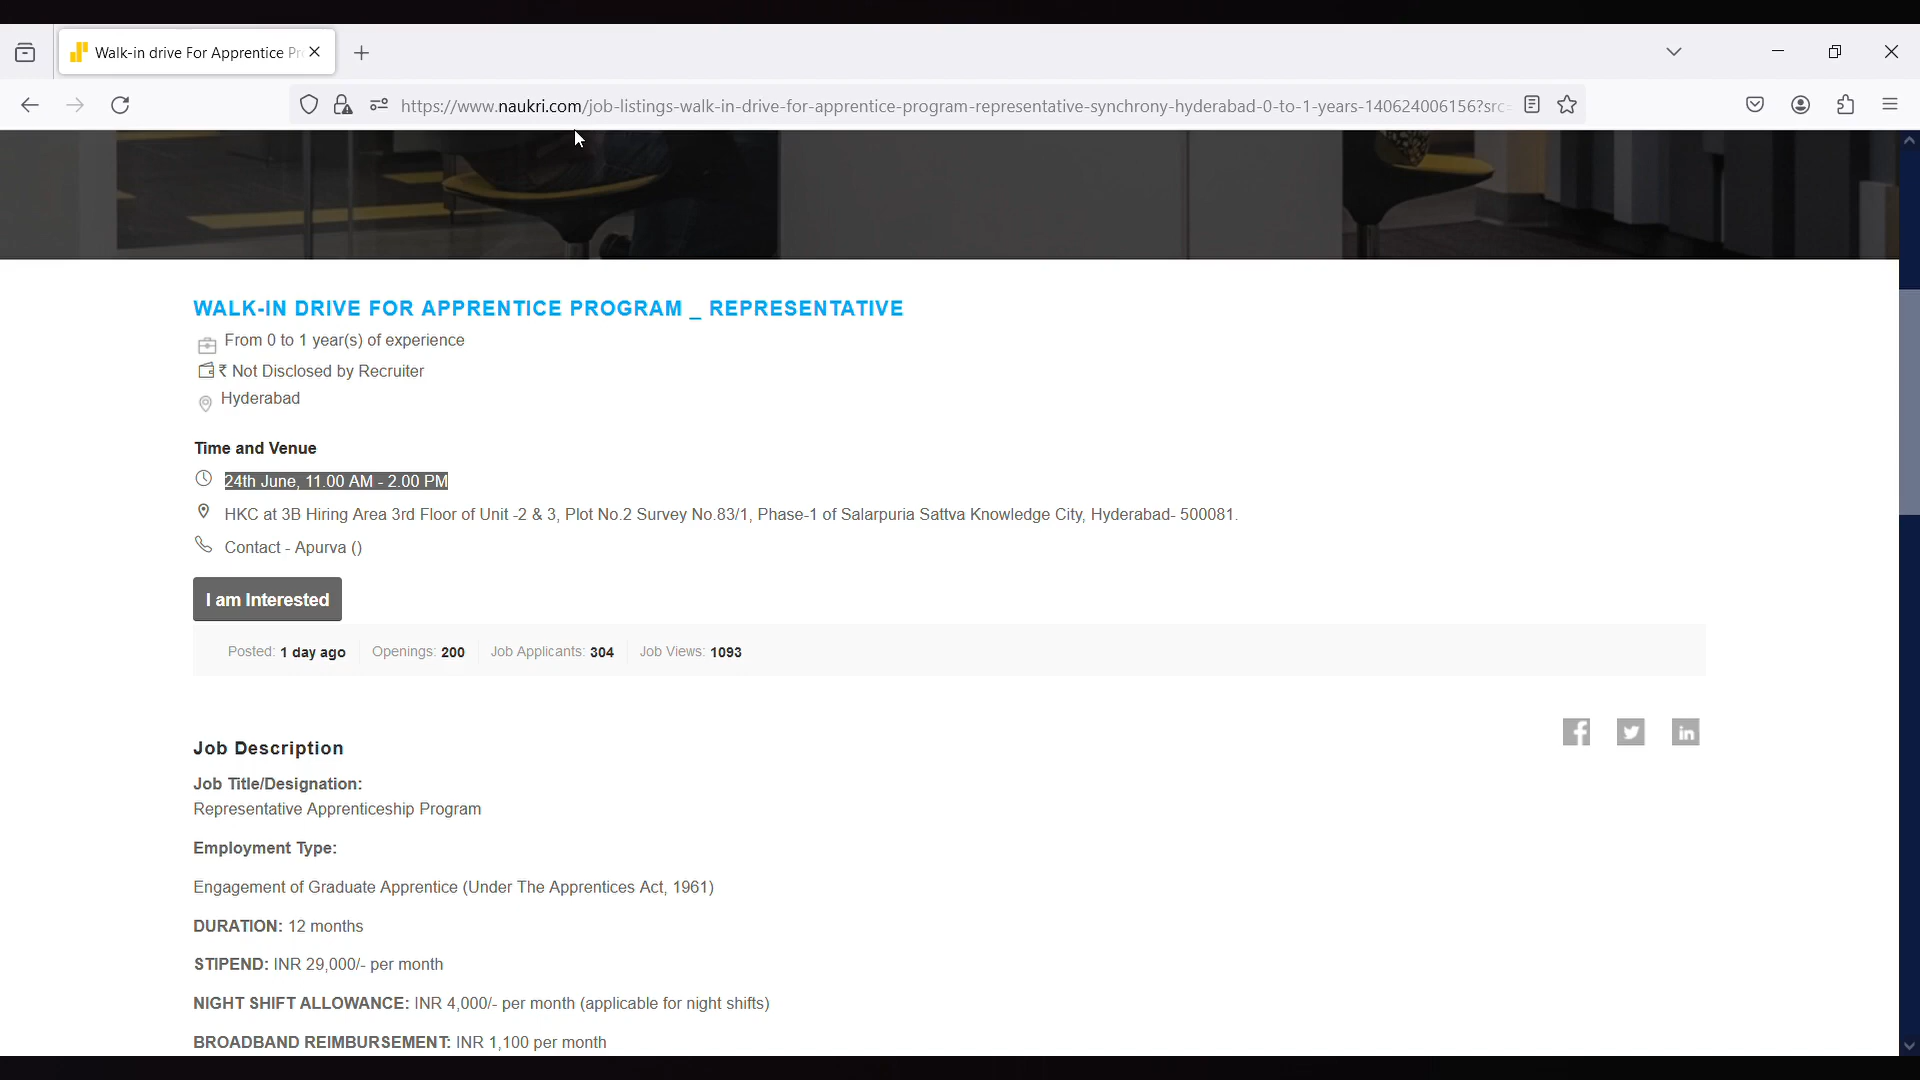 Walk-in drive For Apprentice Pr
https://www.naukri.com/job-listings-walk-in-drive-for-apprentice-program-representative-synchrony-hyderabad-0-to-1-years-140624006156?src=
WALK-IN DRIVE FOR APPRENTICE PROGRAM _ REPRESENTATIVE
From 0 to 1 year(s) of experience
₹ Not Disclosed by Recruiter
Hyderabad
Time and Venue
24th June, 11.00 AM - 2.00 PM
HKC at 3B Hiring Area 3rd Floor of Unit -2 & 3, Plot No.2 Survey No.83/1, Phase-1 of Salarpuria Sattva Knowledge City, Hyderabad- 500081.
Contact - Apurva ()
I am Interested
Posted: 1 day ago Openings: 200 Job Applicants: 304 Job Views: 1093
Job Description
Job Title/Designation:
Representative Apprenticeship Program
Employment Type:
Engagement of Graduate Apprentice (Under The Apprentices Act, 1961)
DURATION: 12 months
STIPEND: INR 29,000/- per month
NIGHT SHIFT ALLOWANCE: INR 4,000/- per month (applicable for night shifts)
BROADBAND REIMBURSEMENT: INR 1,100 per month